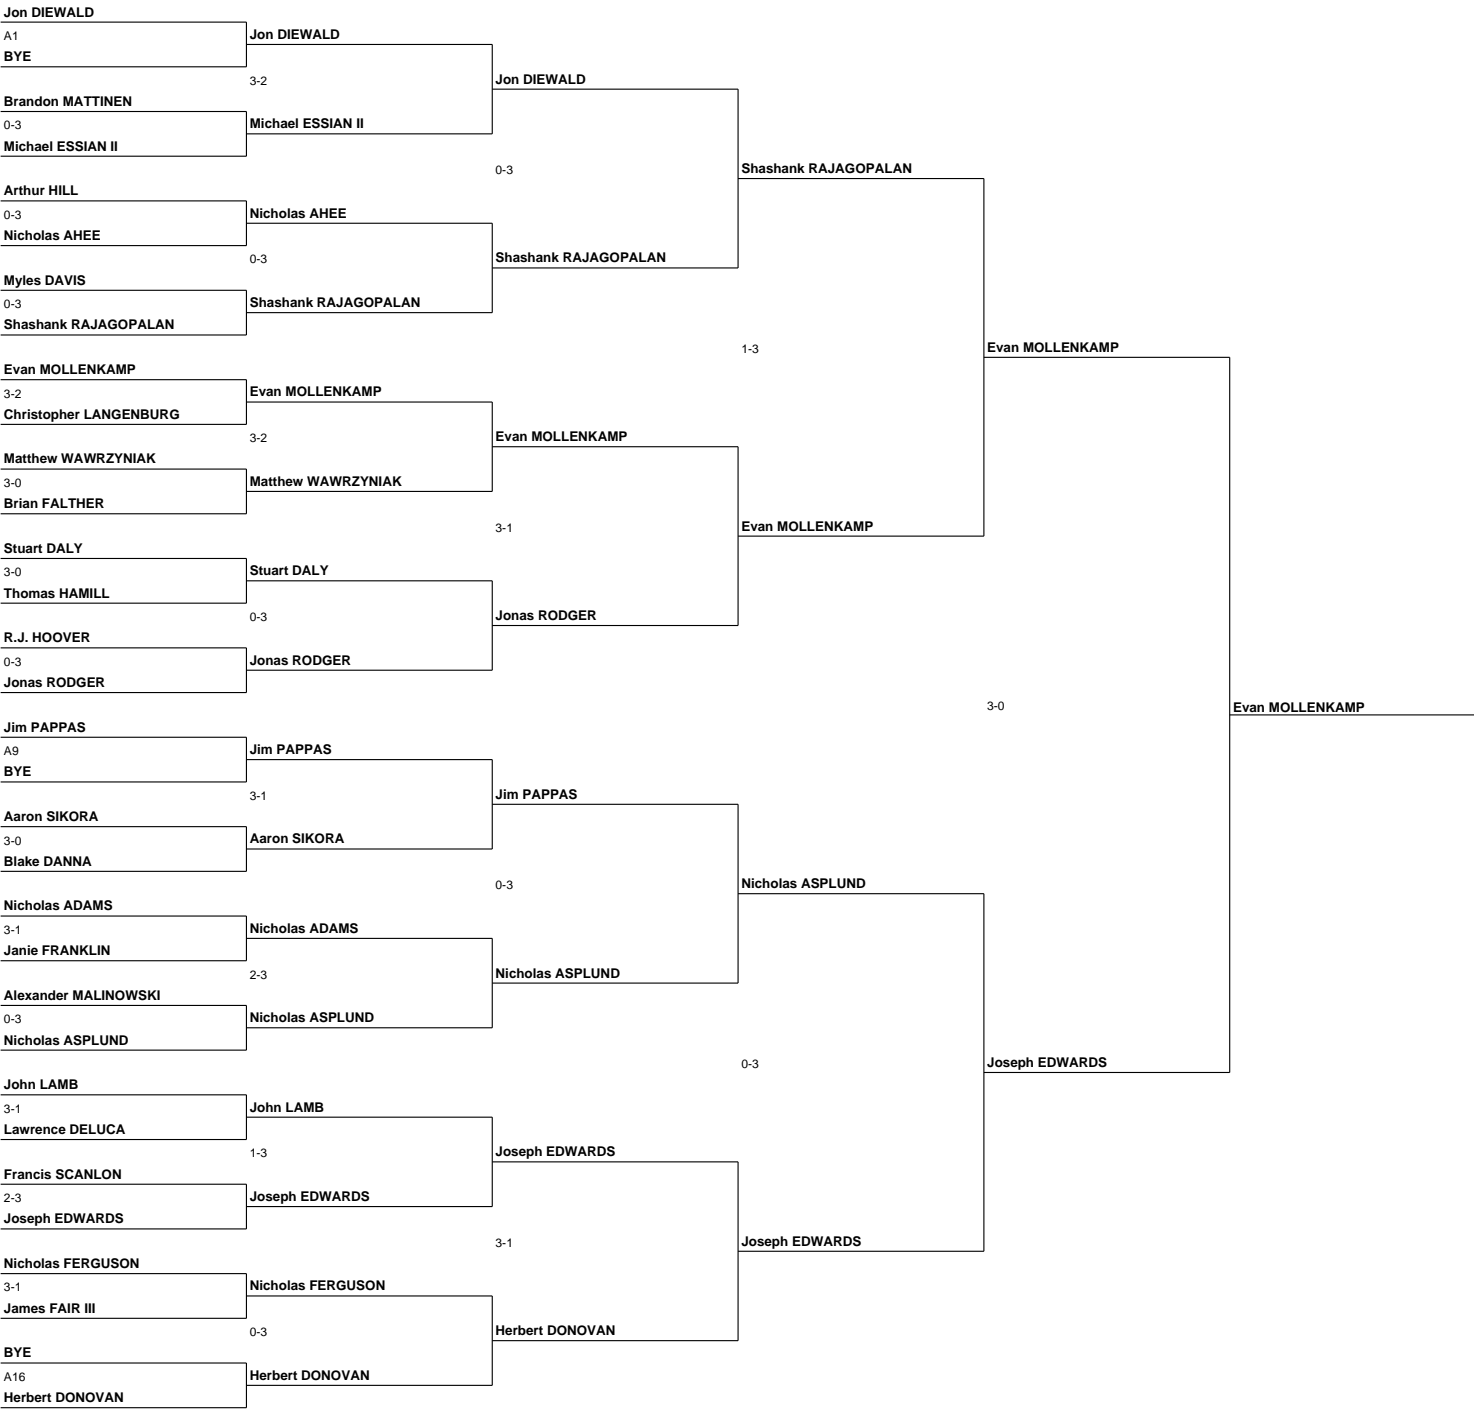 Jon DIEWALD
A1
BYE
Brandon MATTINEN
0-3
Michael ESSIAN II
Arthur HILL
0-3
Nicholas AHEE
Myles DAVIS
0-3
Shashank RAJAGOPALAN
Evan MOLLENKAMP
3-2
Christopher LANGENBURG
Matthew WAWRZYNIAK
3-0
Brian FALTHER
Stuart DALY
3-0
Thomas HAMILL
R.J. HOOVER
0-3
Jonas RODGER
Jim PAPPAS
A9
BYE
Aaron SIKORA
3-0
Blake DANNA
Nicholas ADAMS
3-1
Janie FRANKLIN
Alexander MALINOWSKI
0-3
Nicholas ASPLUND
John LAMB
3-1
Lawrence DELUCA
Francis SCANLON
2-3
Joseph EDWARDS
Nicholas FERGUSON
3-1
James FAIR III
BYE
A16
Herbert DONOVAN
Jon DIEWALD
3-2
Michael ESSIAN II
Nicholas AHEE
0-3
Shashank RAJAGOPALAN
Evan MOLLENKAMP
3-2
Matthew WAWRZYNIAK
Stuart DALY
0-3
Jonas RODGER
Jim PAPPAS
3-1
Aaron SIKORA
Nicholas ADAMS
2-3
Nicholas ASPLUND
John LAMB
1-3
Joseph EDWARDS
Nicholas FERGUSON
0-3
Herbert DONOVAN
Jon DIEWALD
0-3
Shashank RAJAGOPALAN
Evan MOLLENKAMP
3-1
Jonas RODGER
Jim PAPPAS
0-3
Nicholas ASPLUND
Joseph EDWARDS
3-1
Herbert DONOVAN
Shashank RAJAGOPALAN
1-3
Evan MOLLENKAMP
Nicholas ASPLUND
0-3
Joseph EDWARDS
Evan MOLLENKAMP
3-0
Joseph EDWARDS
Evan MOLLENKAMP